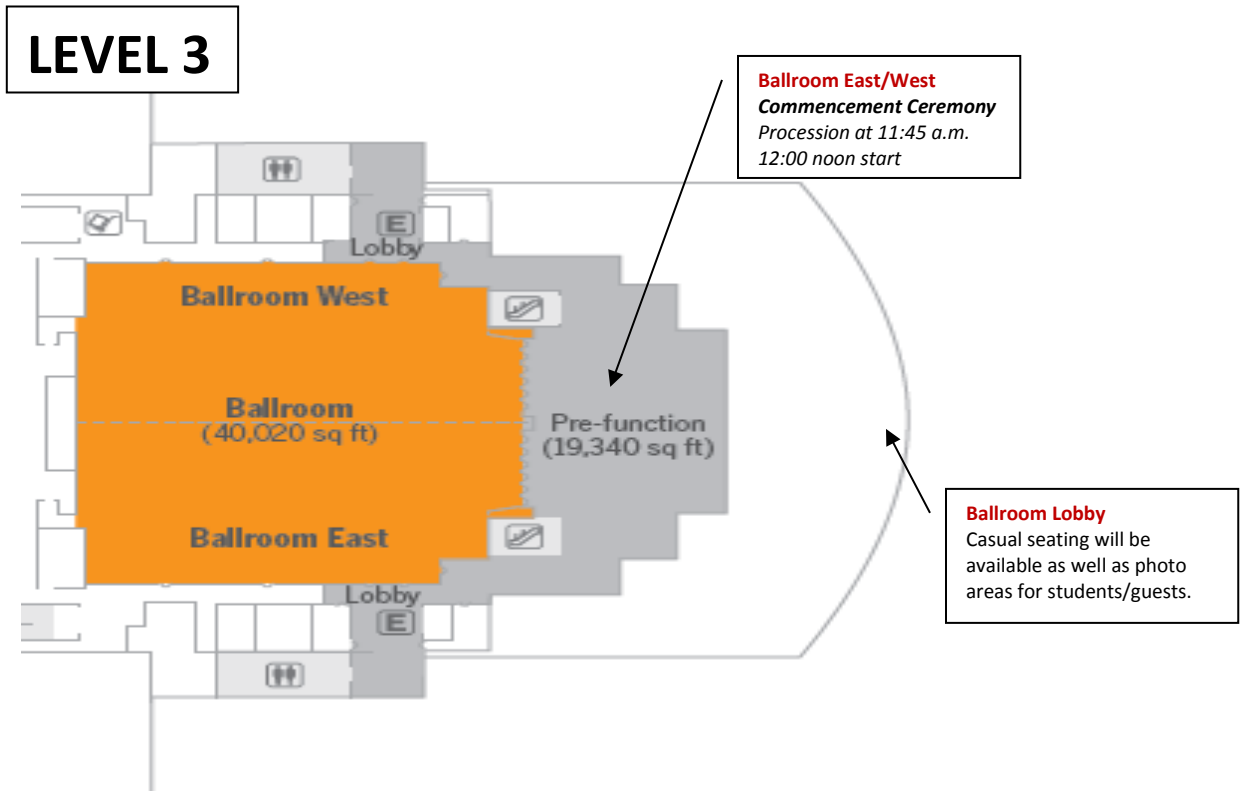 LEVEL 3
Ballroom East/West
Commencement Ceremony
Procession at 11:45 a.m.
12:00 noon start
E
Lobby
Ballroom West
Ballroom
(40,020 sq ft)
Pre-function
(19,340 sq ft)
Ballroom East
Ballroom Lobby
Casual seating will be
available as well as photo
areas for students/guests.
Lobby
E